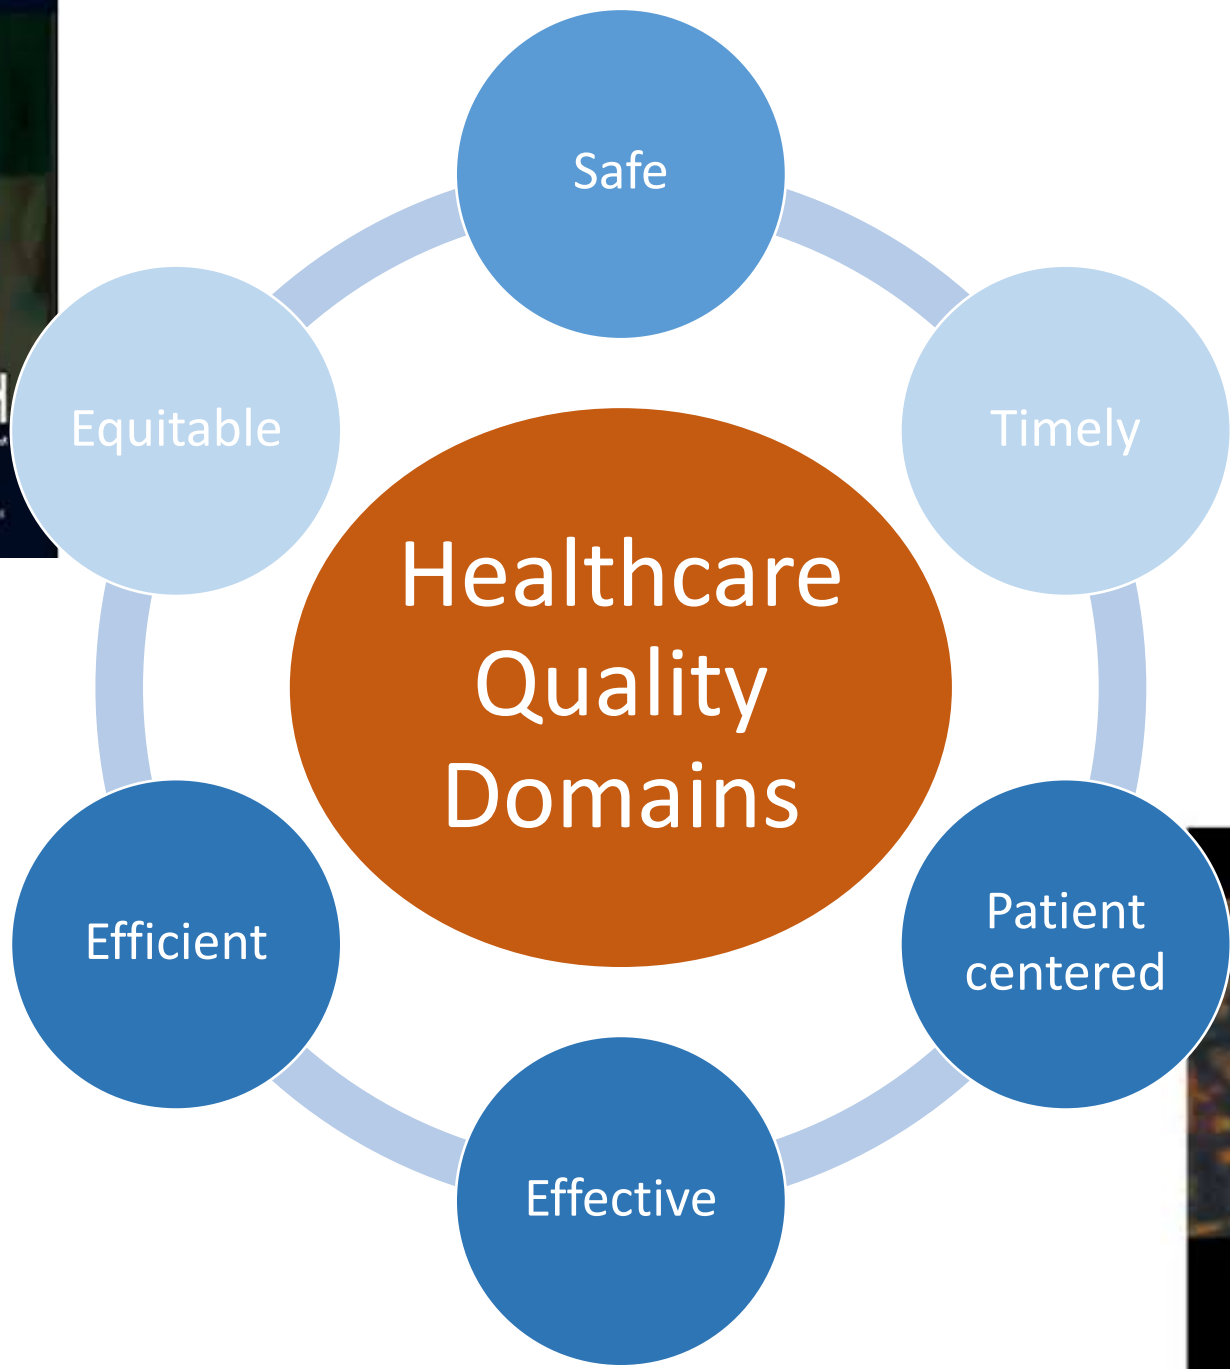 Safe
Timely
Patient
centered
Effective
Efficient
Equitable
Healthcare
Quality
Domains